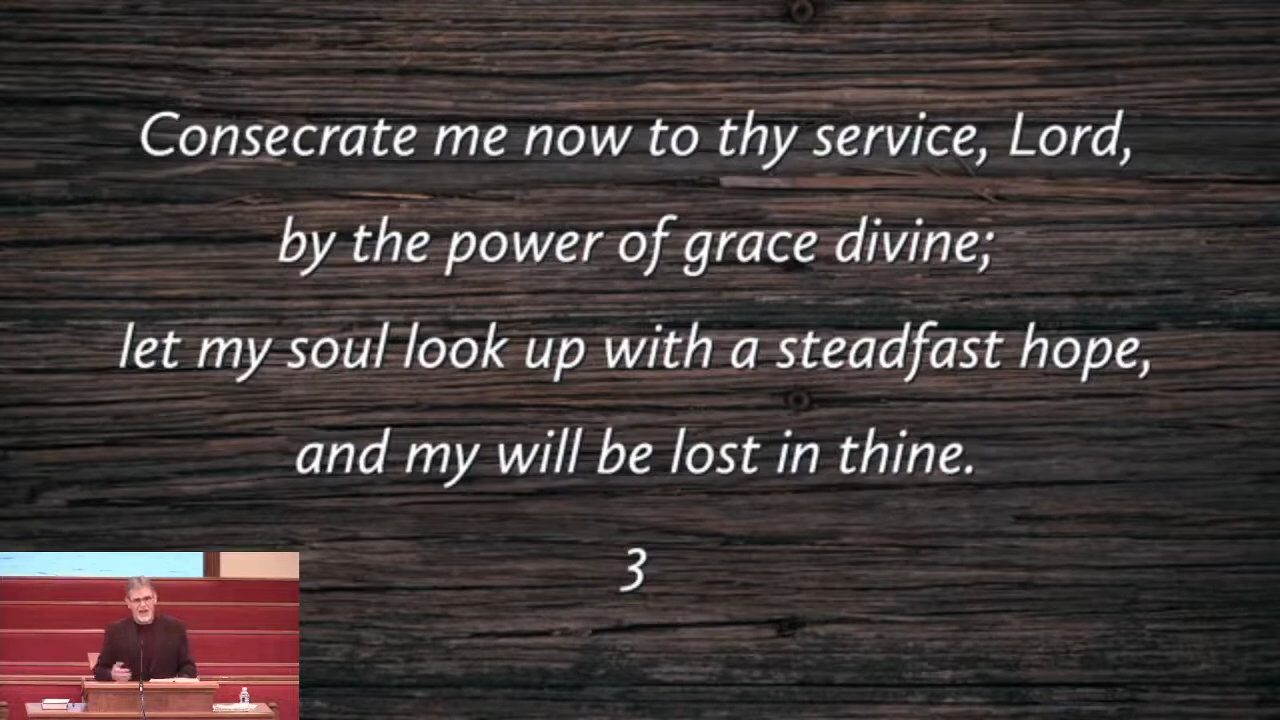 Consecrate me now to thy service, Lord,
by the power of grace divine;
let my soul look up with a steadfast hope,
and my will be lost in thine.
3